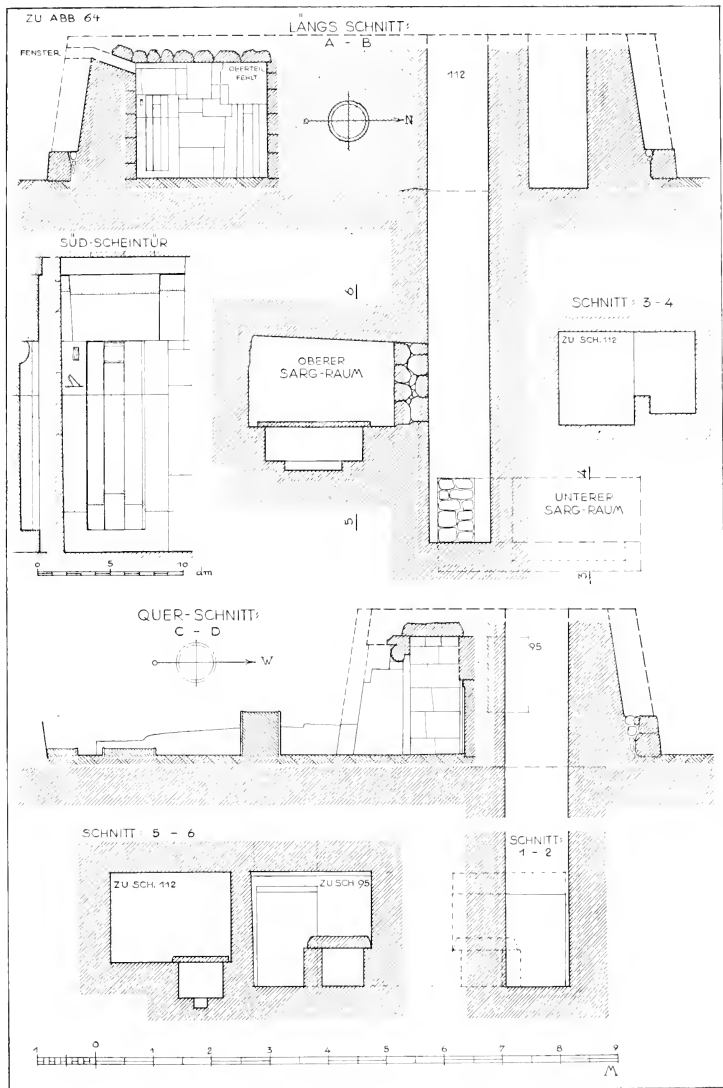 ZU ABB 64
LÄNGS SCHNITT:
A - B
FENSTER
OBERTEIL
FEHLT
112
N
SÜD-SCHEINTÜR
6
SCHNITT: 3-4
ZU SCH. 112
OBERER
SARG-RAUM
4
UNTERER
SARG-RAUM
5
3
0 5 10
dm
QUER-SCHNITT:
C - D
W
95
SCHNITT: 5 - 6
ZU SCH. 112
ZU SCH 95
SCHNITT:
1 - 2
1 0 1 2 3 4 5 6 7 8 9
M